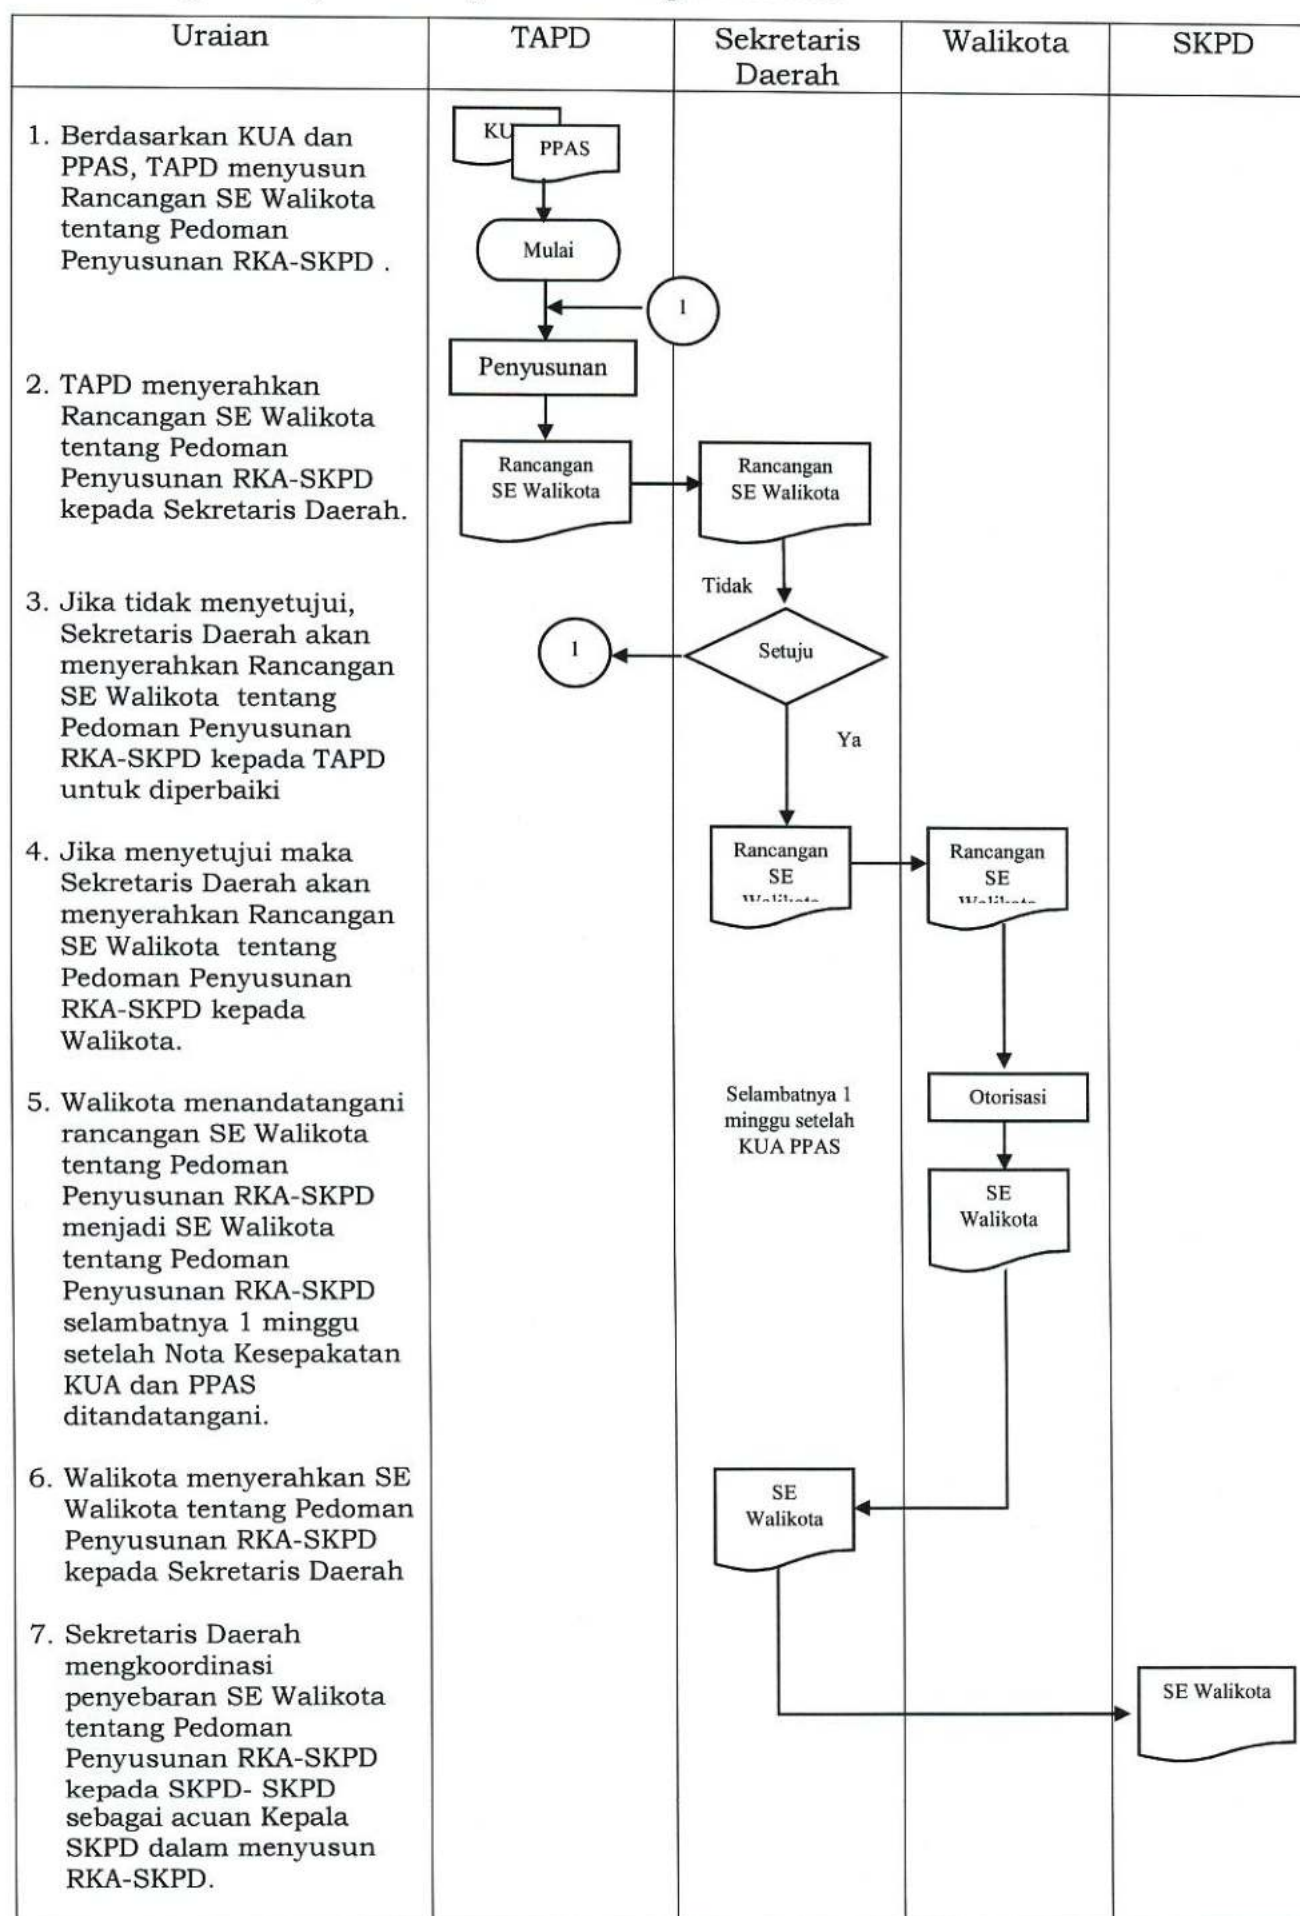 Uraian
TAPD
Sekretaris
Daerah
Walikota
SKPD
1. Berdasarkan KUA dan
PPAS, TAPD menyusun
Rancangan SE Walikota
tentang Pedoman
Penyusunan RKA-SKPD .
2. TAPD menyerahkan
Rancangan SE Walikota
tentang Pedoman
Penyusunan RKA-SKPD
kepada Sekretaris Daerah.
3. Jika tidak menyetujui,
Sekretaris Daerah akan
menyerahkan Rancangan
SE Walikota tentang
Pedoman Penyusunan
RKA-SKPD kepada TAPD
untuk diperbaiki
4. Jika menyetujui maka
Sekretaris Daerah akan
menyerahkan Rancangan
SE Walikota tentang
Pedoman Penyusunan
RKA-SKPD kepada
Walikota.
5. Walikota menandatangani
rancangan SE Walikota
tentang Pedoman
Penyusunan RKA-SKPD
menjadi SE Walikota
tentang Pedoman
Penyusunan RKA-SKPD
selambatnya 1 minggu
setelah Nota Kesepakatan
KUA dan PPAS
ditandatangani.
6. Walikota menyerahkan SE
Walikota tentang Pedoman
Penyusunan RKA-SKPD
kepada Sekretaris Daerah
7. Sekretaris Daerah
mengkoordinasi
penyebaran SE Walikota
tentang Pedoman
Penyusunan RKA-SKPD
kepada SKPD- SKPD
sebagai acuan Kepala
SKPD dalam menyusun
RKA-SKPD.
KU
PPAS
Mulai
1
Penyusunan
Rancangan
SE Walikota
Rancangan
SE Walikota
Tidak
1
Setuju
Ya
Rancangan
SE
Rancangan
SE
Selambatnya 1
minggu setelah
KUA PPAS
Otorisasi
SE
Walikota
SE
Walikota
SE Walikota